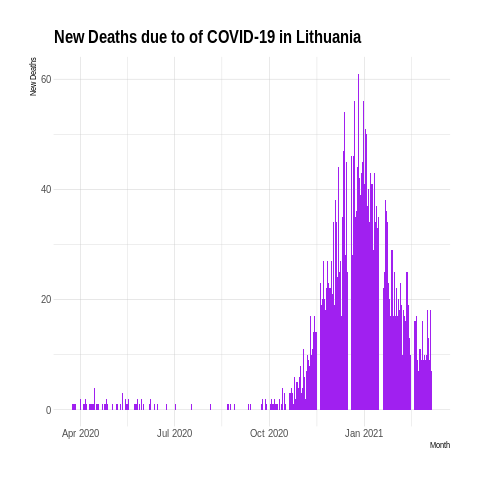 New Deaths due to of COVID-19 in Lithuania
New Deaths
60
40
20
0
Apr 2020 Jul 2020 Oct 2020 Jan 2021
Month